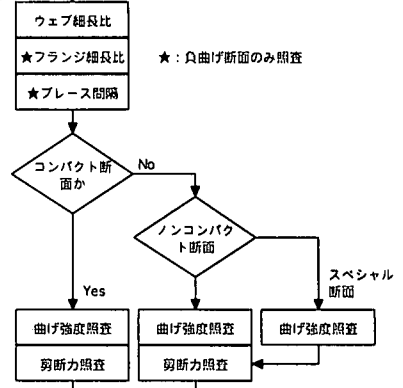 ウェブ細長比
★フランジ細長比
★：負曲げ断面のみ照査
★ブレース間隔
コンパクト断
面か
No
ノンコンパク
ト断面
スペシャル
断面
Yes
曲げ強度照査
曲げ強度照査
曲げ強度照査
剪断力照査
剪断力照査